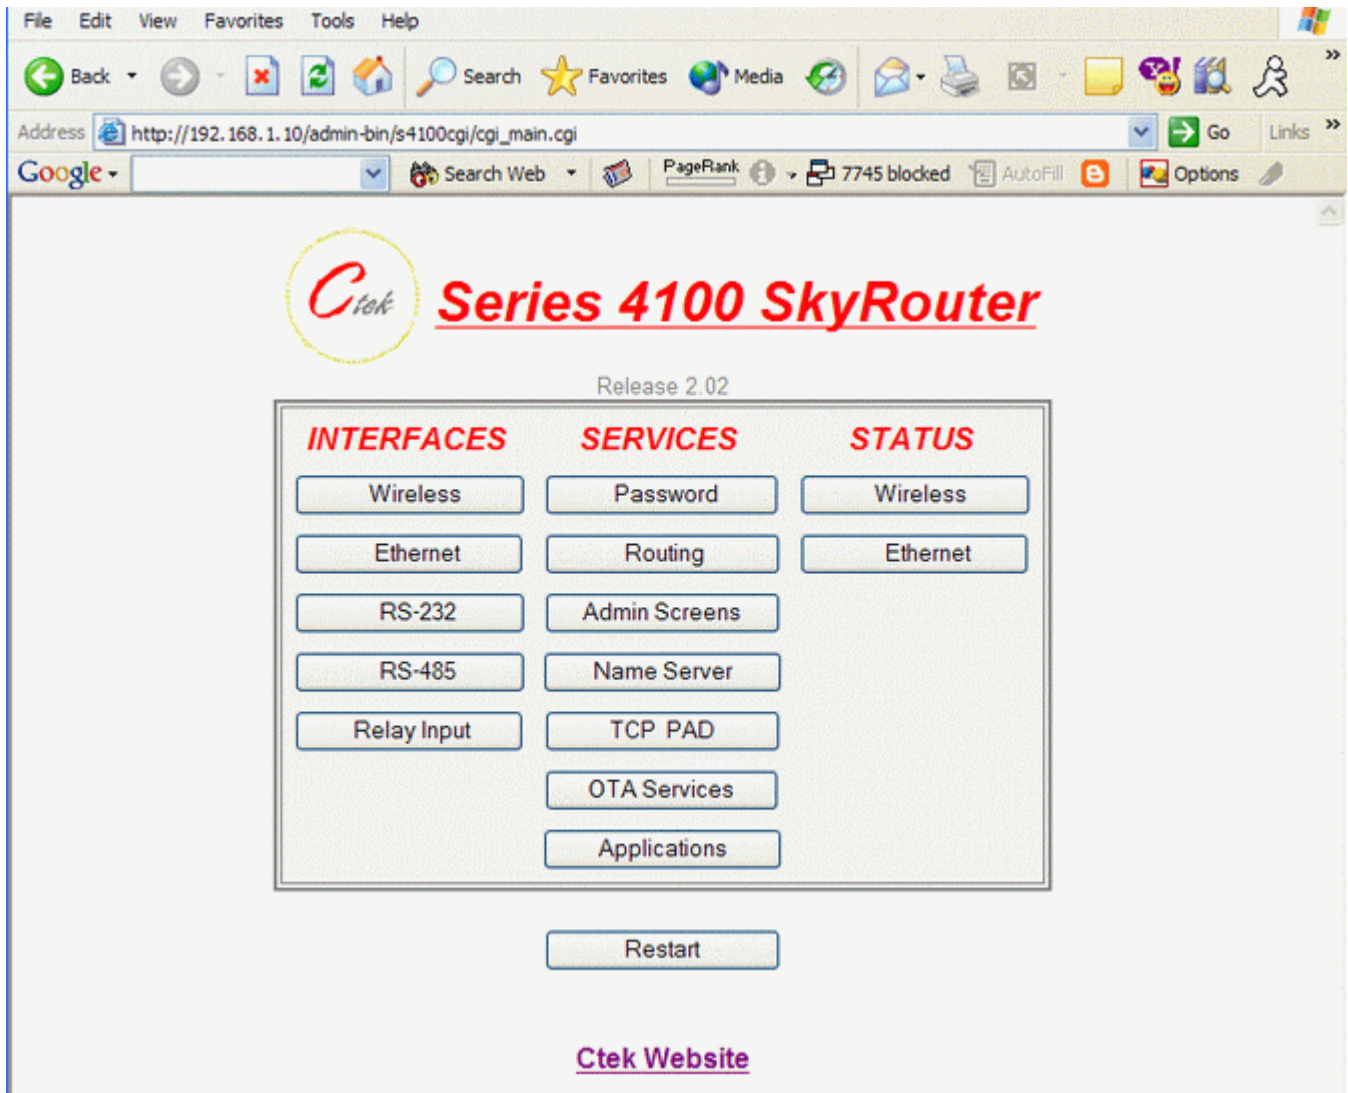 File Edit View Favorites Tools Help
Back Search Favorites Media »
Address http://192.168.1.10/admin-bin/s4100cgi/cgi_main.cgi Go Links »
Google Search Web PageRank 7745 blocked AutoFill Options
Ctek Series 4100 SkyRouter
Release 2.02
INTERFACES SERVICES STATUS
Wireless Password Wireless
Ethernet Routing Ethernet
RS-232 Admin Screens
RS-485 Name Server
Relay Input TCP PAD
OTA Services
Applications
Restart
Ctek Website